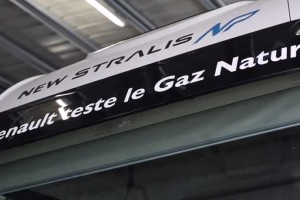 NEW STRALIS NP
enault teste le Gaz Natur